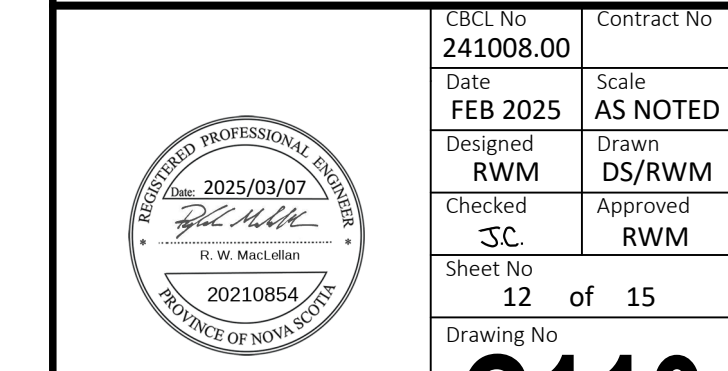 REGISTERED PROFESSIONAL ENGINEER
Date: 2025/03/07
R. W. MacLellan
20210854
PROVINCE OF NOVA SCOTIA
CBCL No
241008.00
Contract No
Date
FEB 2025
Scale
AS NOTED
Designed
RWM
Drawn
DS/RWM
Checked
J.C.
Approved
RWM
Sheet No
12 of 15
Drawing No